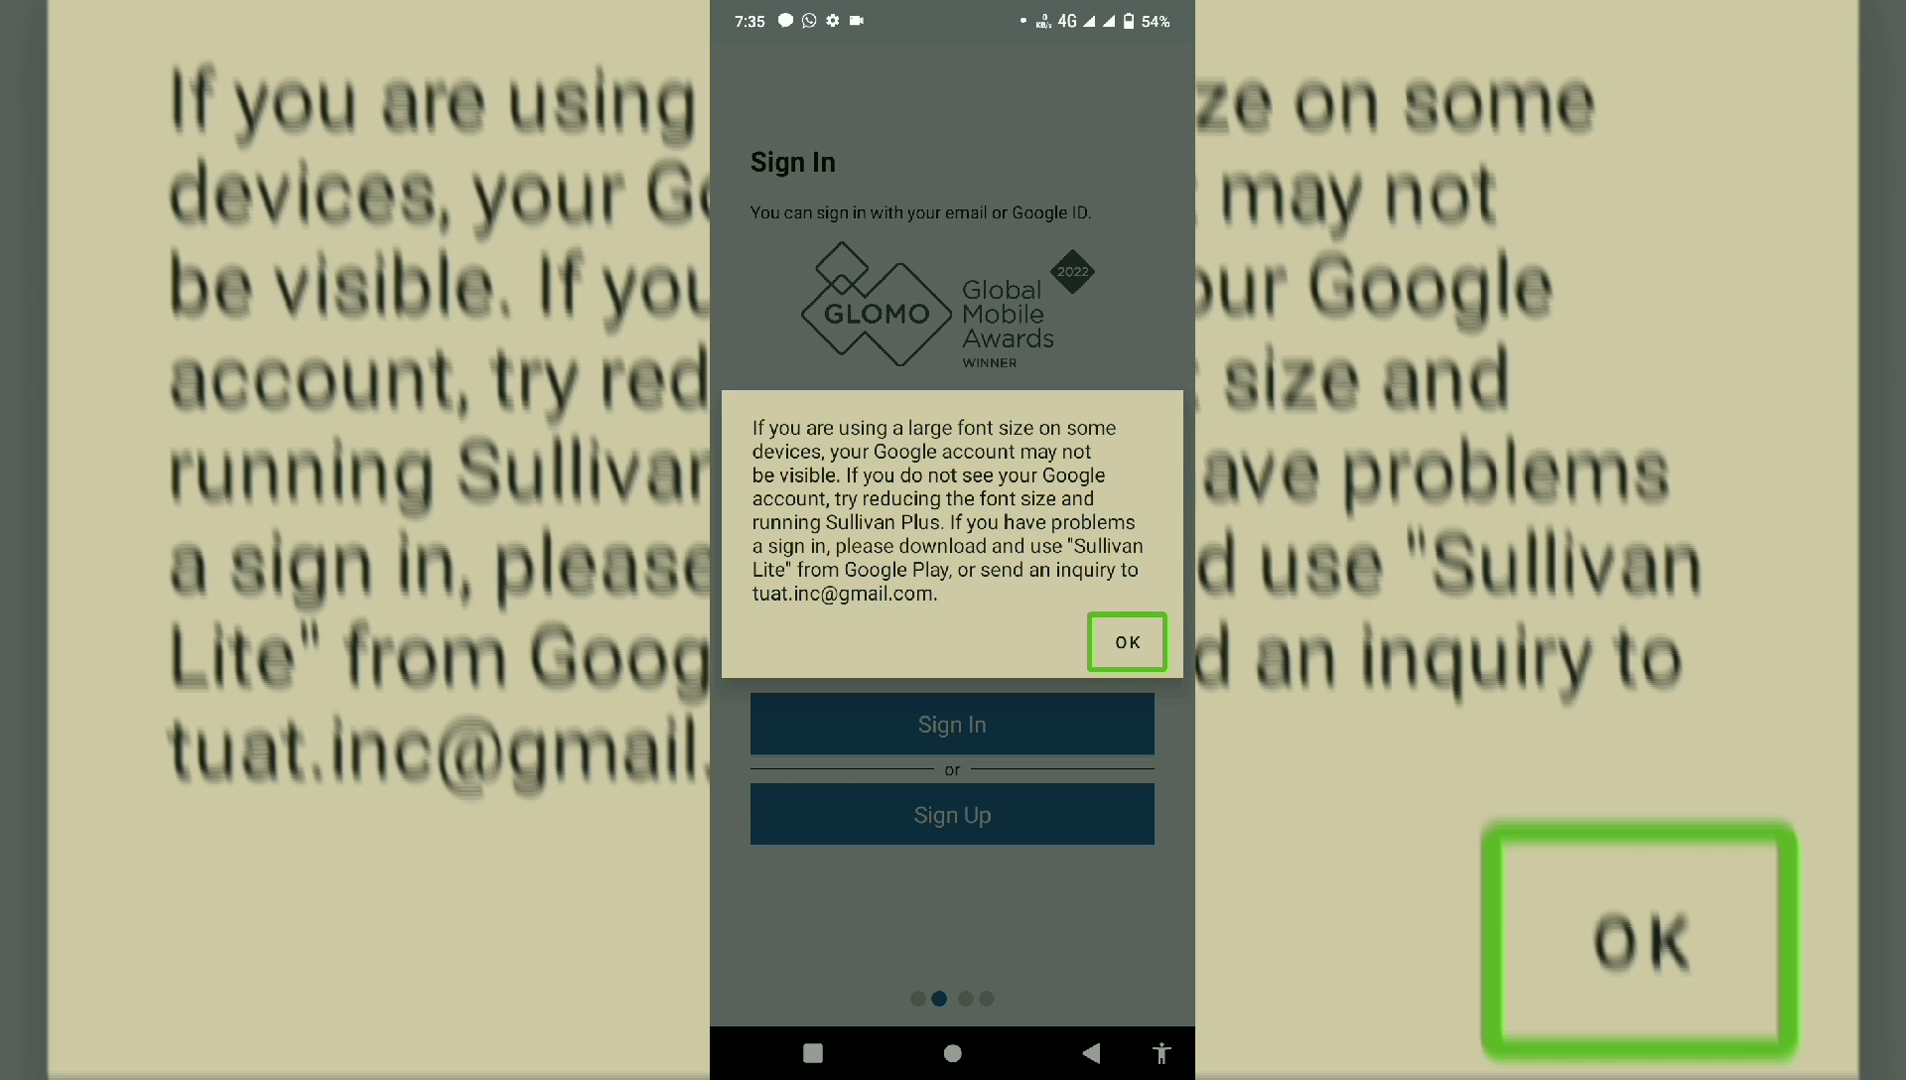 7:35
0
KB/s
4G
54%
Sign In
You can sign in with your email or Google ID.
GLOMO
Global
Mobile
Awards
WINNER
2022
If you are using a large font size on some
devices, your Google account may not
be visible. If you do not see your Google
account, try reducing the font size and
running Sullivan Plus. If you have problems
a sign in, please download and use "Sullivan
Lite" from Google Play, or send an inquiry to
tuat.inc@gmail.com.
OK
Sign In
or
Sign Up
If you are using
ze on some
devices, your Go
may not
be visible. If you
our Google
account, try red
size and
running Sullivan
ave problems
a sign in, please
d use "Sullivan
Lite" from Goog
d an inquiry to
tuat.inc@gmail.
OK